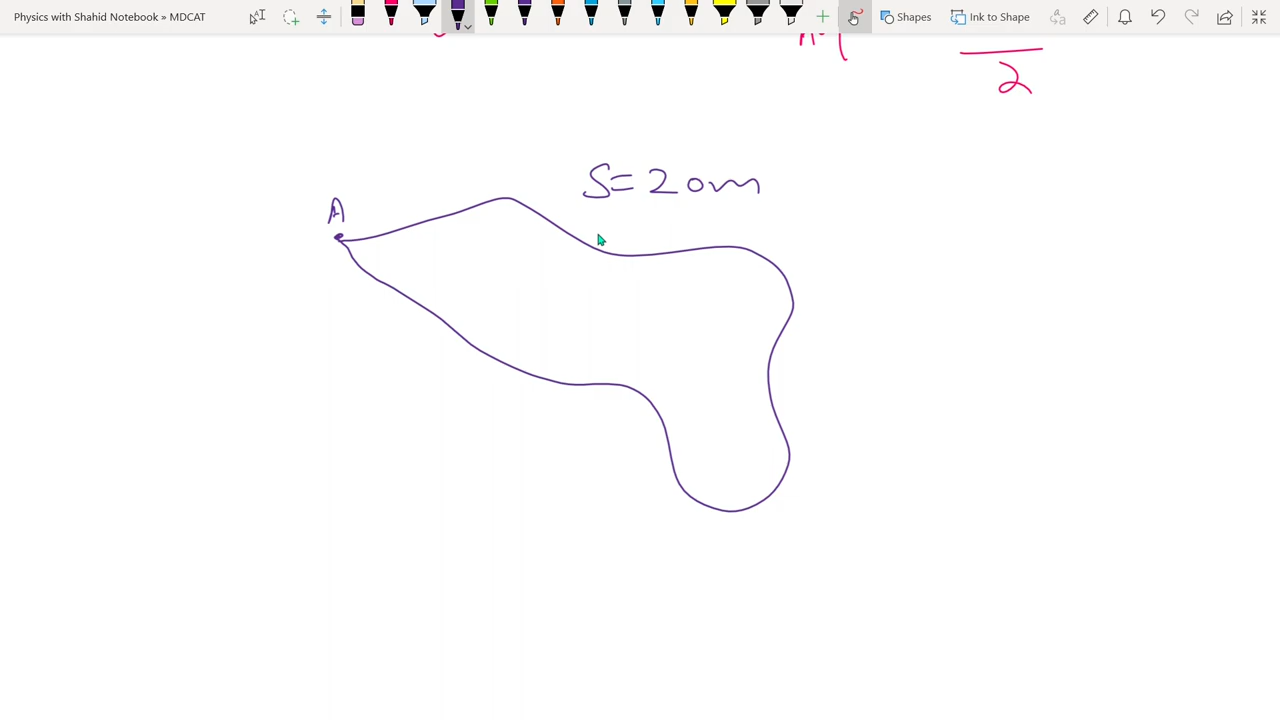 Physics with Shahid Notebook » MDCAT
Shapes
Ink to Shape
2
S = 20m
A